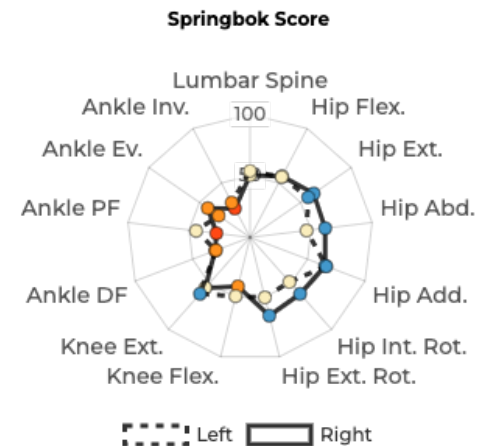 Springbok Score
Lumbar Spine
Ankle Inv.
100
Hip Flex.
Ankle Ev.
Hip Ext.
Ankle PF
Hip Abd.
Ankle DF
Hip Add.
Knee Ext.
Hip Int. Rot.
Knee Flex.
Hip Ext. Rot.
Left
Right